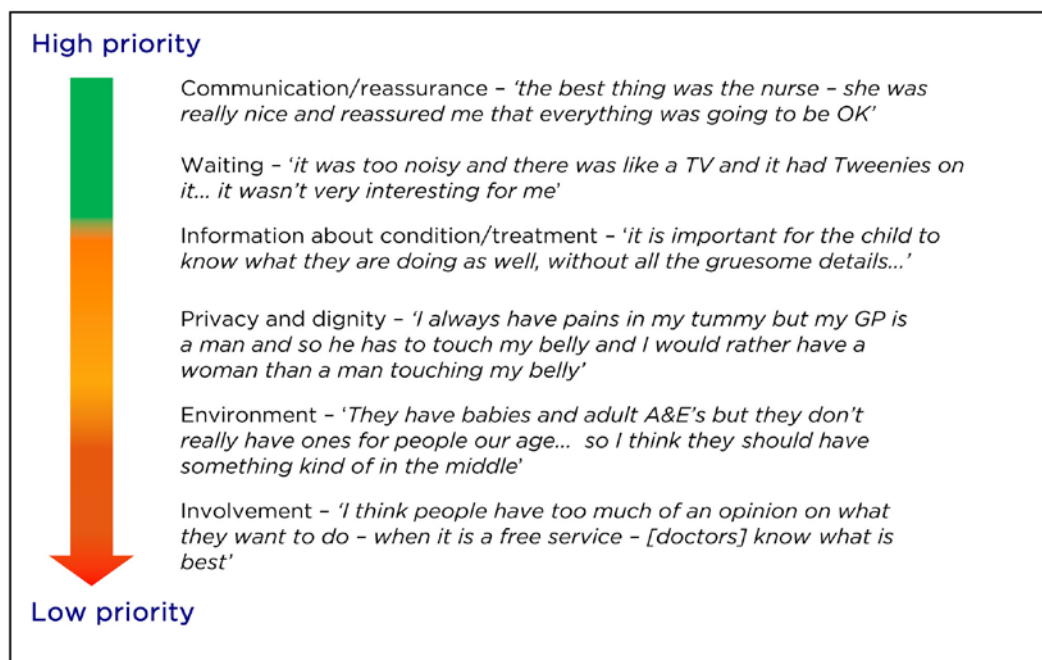 High priority
Communication/reassurance – ‘the best thing was the nurse – she was
really nice and reassured me that everything was going to be OK’
Waiting – ‘it was too noisy and there was like a TV and it had Tweenies on
it... it wasn’t very interesting for me’
Information about condition/treatment – ‘it is important for the child to
know what they are doing as well, without all the gruesome details...’
Privacy and dignity – ‘I always have pains in my tummy but my GP is
a man and so he has to touch my belly and I would rather have a
woman than a man touching my belly’
Environment – ‘They have babies and adult A&E’s but they don’t
really have ones for people our age... so I think they should have
something kind of in the middle’
Involvement – ‘I think people have too much of an opinion on what
they want to do – when it is a free service – [doctors] know what is
best’
Low priority